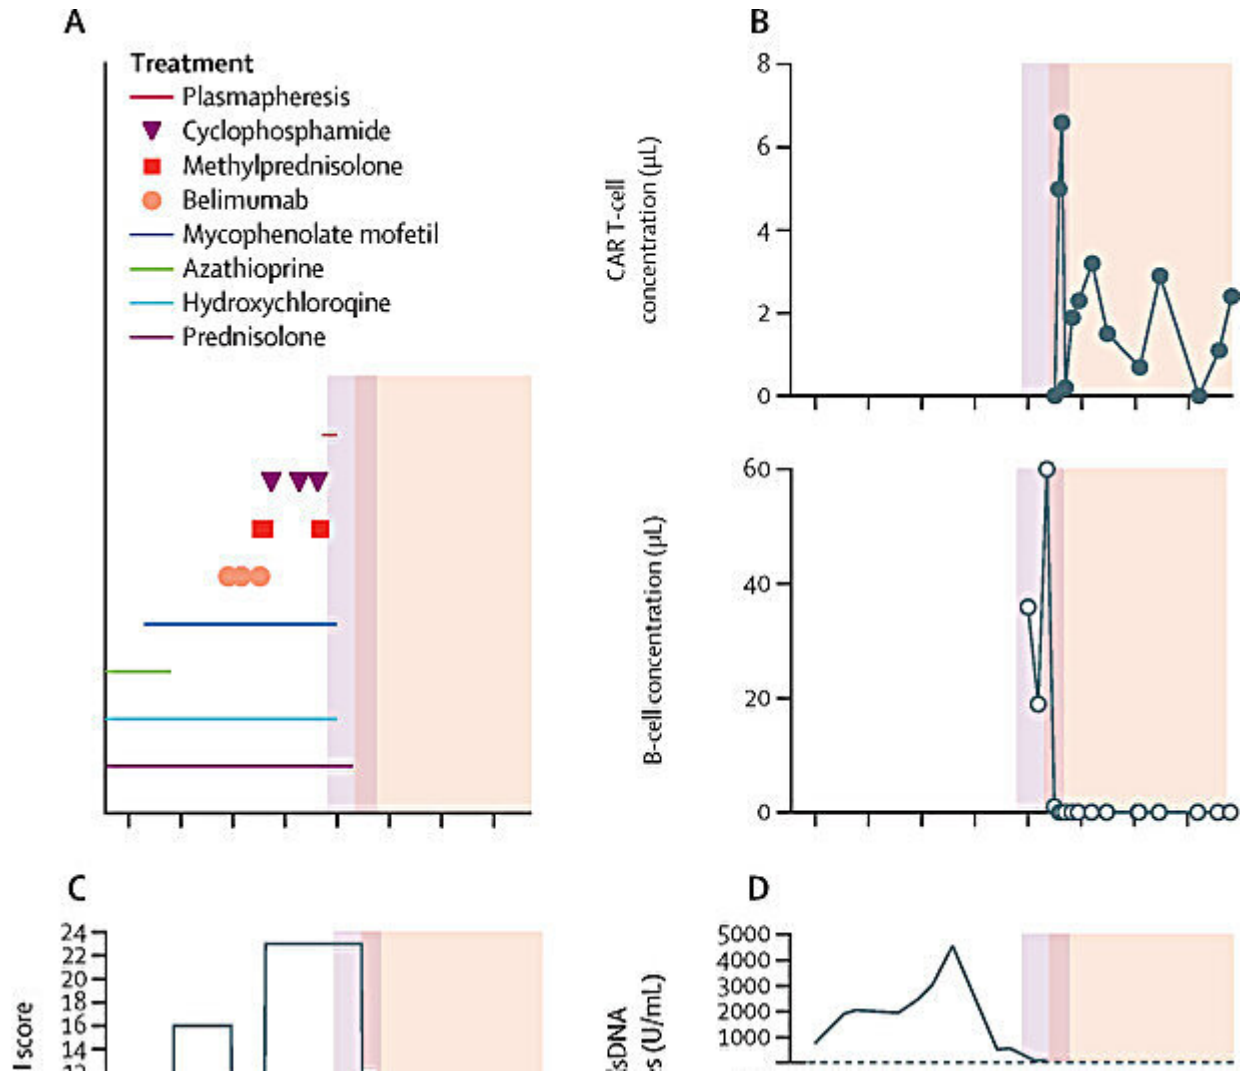 A
Treatment
Plasmapheresis
Cyclophosphamide
Methylprednisolone
Belimumab
Mycophenolate mofetil
Azathioprine
Hydroxychloroqine
Prednisolone
B
CAR T-cell
concentration (µL)
8
6
4
2
0
B-cell concentration (µL)
60
40
20
0
C
score
24
22
20
18
16
14
D
(U/mL)
5000
4000
3000
2000
1000